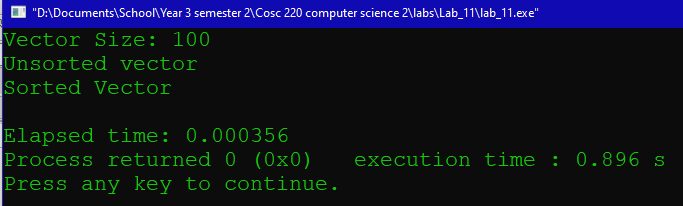 "D:\Documents\School\Year 3 semester 2\Cosc 220 computer science 2\labs\Lab_11\lab_11.exe"
Vector Size: 100
Unsorted vector
Sorted Vector
Elapsed time: 0.000356
Process returned 0 (0x0)   execution time : 0.896 s
Press any key to continue.